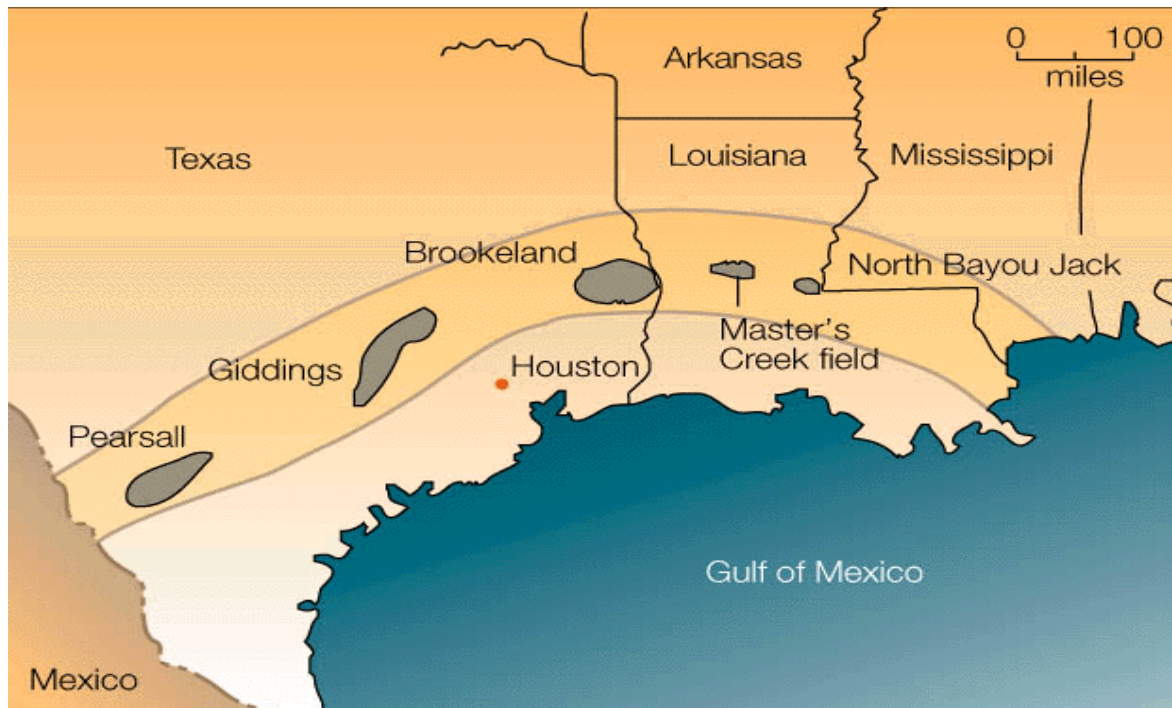 0 100
miles
Arkansas
Texas
Louisiana
Mississippi
Brookeland
North Bayou Jack
Master's
Creek field
Giddings
Houston
Pearsall
Gulf of Mexico
Mexico